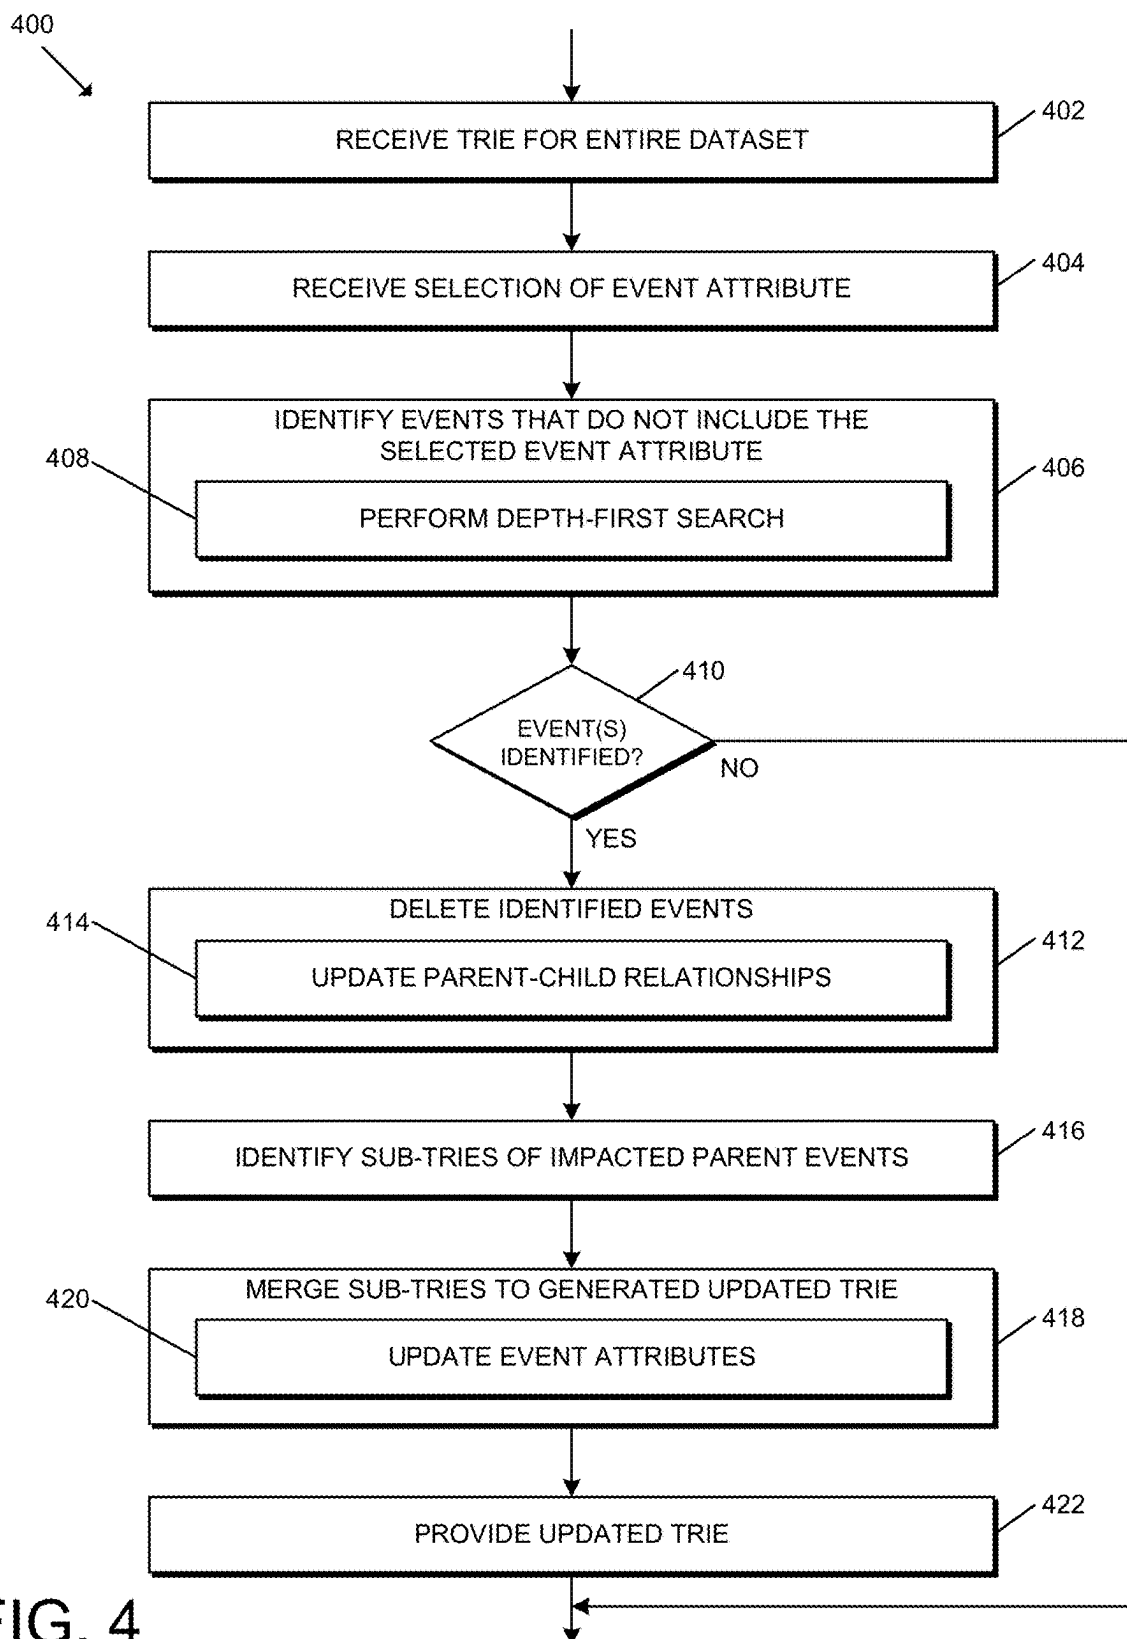 400
RECEIVE TRIE FOR ENTIRE DATASET
402
RECEIVE SELECTION OF EVENT ATTRIBUTE
404
IDENTIFY EVENTS THAT DO NOT INCLUDE THE
SELECTED EVENT ATTRIBUTE
408
406
PERFORM DEPTH-FIRST SEARCH
410
EVENT(S)
IDENTIFIED?
NO
YES
DELETE IDENTIFIED EVENTS
414
412
UPDATE PARENT-CHILD RELATIONSHIPS
IDENTIFY SUB-TRIES OF IMPACTED PARENT EVENTS
416
MERGE SUB-TRIES TO GENERATED UPDATED TRIE
420
418
UPDATE EVENT ATTRIBUTES
PROVIDE UPDATED TRIE
422
FIG. 4